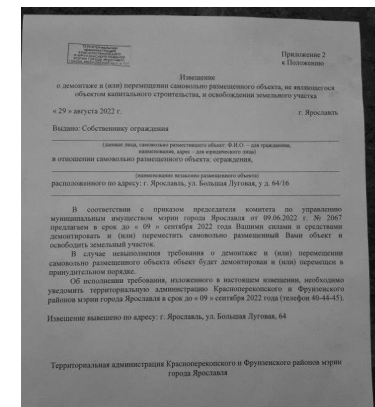 Приложение 2
к Положению
Извещение
о демонтаже и (или) перемещении самовольно размещенного объекта, не являющегося
объектом капитального строительства, и освобождении земельного участка
« 29 » августа 2022 г. г. Ярославль
Выдано: Собственнику ограждения
(данные лица, самовольно разместившего объект: Ф.И.О. – для гражданина,
наименование, адрес – для юридического лица)
в отношении самовольно размещенного объекта: ограждения,
(наименование незаконно размещенного объекта)
расположенного по адресу: г. Ярославль, ул. Большая Луговая, у д. 64/16
В соответствии с приказом председателя комитета по управлению
муниципальным имуществом мэрии города Ярославля от 09.06.2022 г. № 2067
предлагаем в срок до « 09 » сентября 2022 года Вашими силами и средствами
демонтировать и (или) переместить самовольно размещенный Вами объект и
освободить земельный участок.
В случае невыполнения требования о демонтаже и (или) перемещении
самовольно размещенного объекта объект будет демонтирован и (или) перемещен в
принудительном порядке.
Об исполнении требования, изложенного в настоящем извещении, необходимо
уведомить территориальную администрацию Красноперекопского и Фрунзенского
районов мэрии города Ярославля в срок до « 09 » сентября 2022 года (телефон 40-44-45).
Извещение вывешено по адресу: г. Ярославль, ул. Большая Луговая, 64
Территориальная администрация Красноперекопского и Фрунзенского районов мэрии
города Ярославля